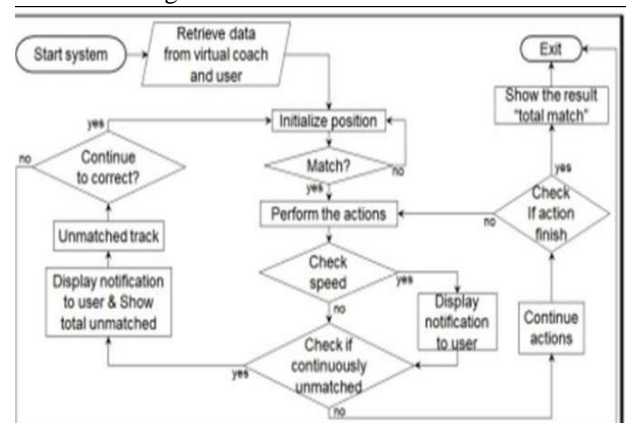 Start system
Retrieve data
from virtual coach
and user
Exit
Show the result
"total match"
yes
Initialize position
yes
no
Continue
to correct?
Match?
no
yes
Check
If action
finish
no
Perform the actions
Unmatched track
Check
speed
yes
Display notification
to user & Show
total unmatched
no
Display
notification
to user
Continue
actions
Check if
continuously
unmatched
yes
no